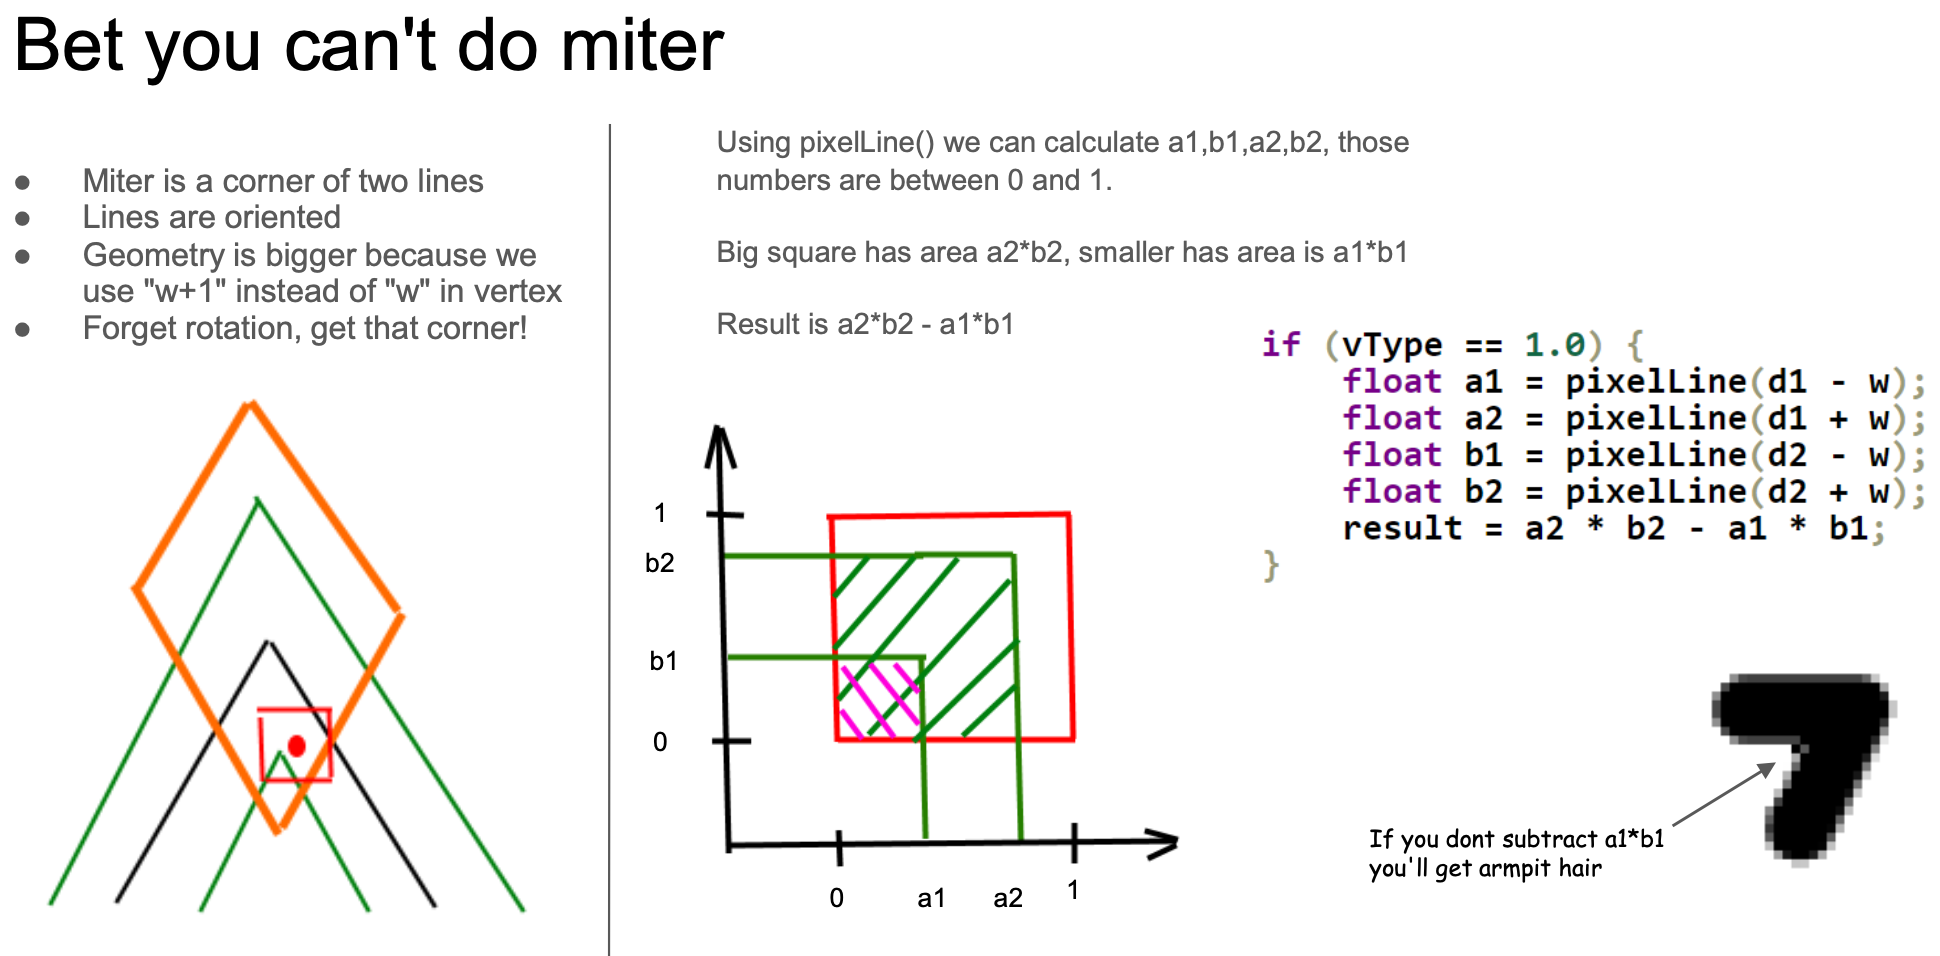 Bet you can't do miter
● Miter is a corner of two lines
● Lines are oriented
● Geometry is bigger because we
use "w+1" instead of "w" in vertex
● Forget rotation, get that corner!
Using pixelLine() we can calculate a1,b1,a2,b2, those
numbers are between 0 and 1.
Big square has area a2*b2, smaller has area is a1*b1
Result is a2*b2 - a1*b1
if (vType == 1.0) {
    float a1 = pixelLine(d1 - w);
    float a2 = pixelLine(d1 + w);
    float b1 = pixelLine(d2 - w);
    float b2 = pixelLine(d2 + w);
    result = a2 * b2 - a1 * b1;
}
1
b2
b1
0
0
a1
a2
1
If you dont subtract a1*b1
you'll get armpit hair
7